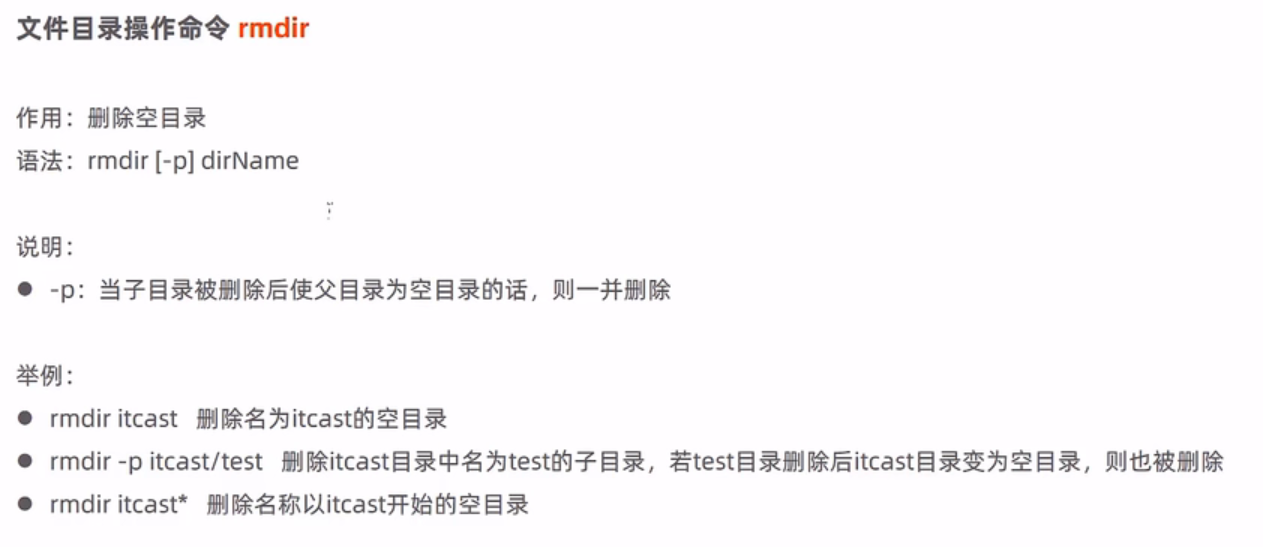 文件目录操作命令 rmdir
作用：删除空目录
语法：rmdir [-p] dirName
说明：
● -p：当子目录被删除后使父目录为空目录的话，则一并删除
举例：
● rmdir itcast 删除名为itcast的空目录
● rmdir -p itcast/test 删除itcast目录中名为test的子目录，若test目录删除后itcast目录变为空目录，则也被删除
● rmdir itcast* 删除名称以itcast开始的空目录